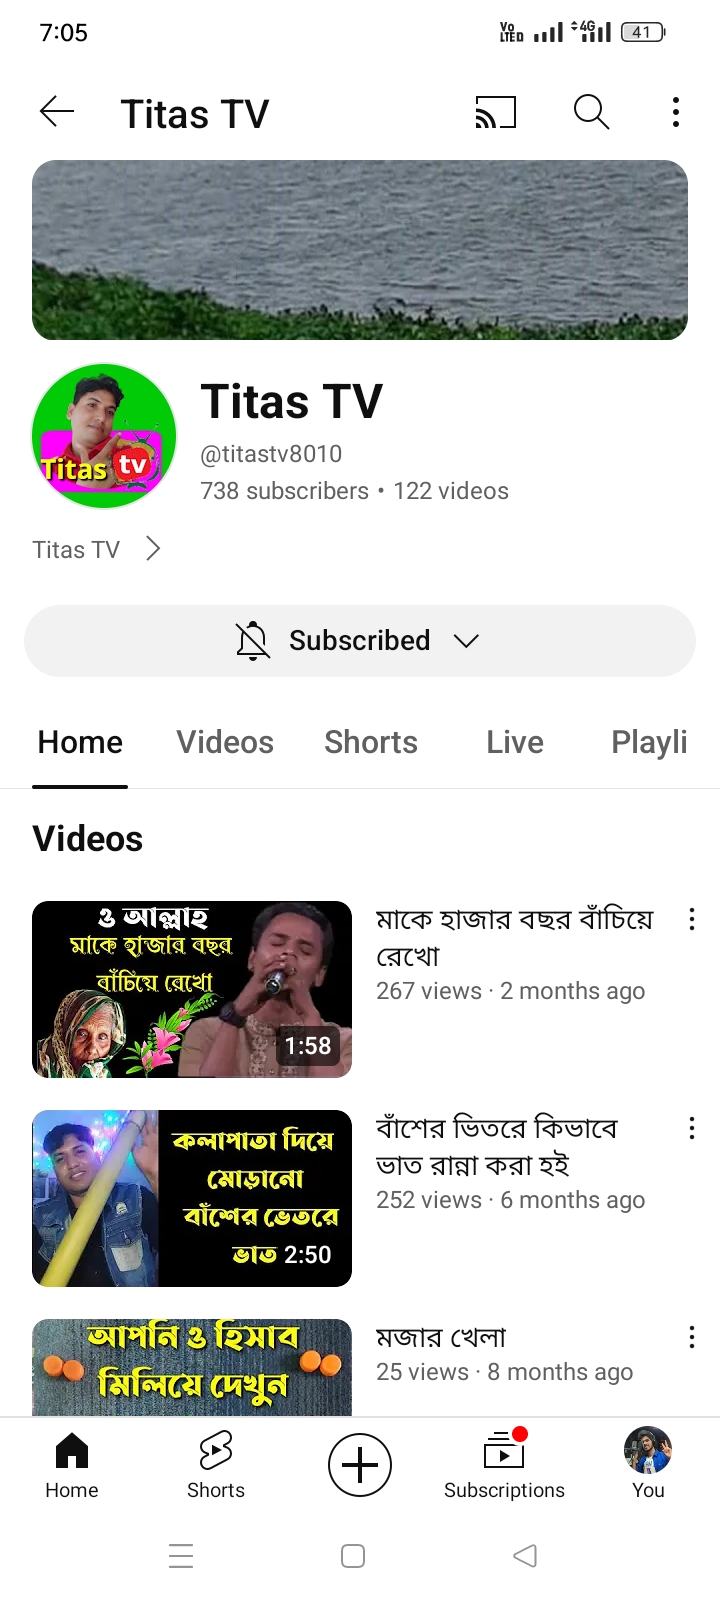 7:05
Vo
LTED
4G
41
Titas TV
Titas tv
Titas TV
@titastv8010
738 subscribers • 122 videos
Titas TV
Subscribed
Home Videos Shorts Live Playli
Videos
ও আল্লাহ
মাকে হাজার বছর
বাঁচিয়ে রেখো
1:58
মাকে হাজার বছর বাঁচিয়ে
রেখো
267 views · 2 months ago
কলাপাতা দিয়ে
মোড়ানো
বাঁশের ভেতরে
ভাত 2:50
বাঁশের ভিতরে কিভাবে
ভাত রান্না করা হই
252 views · 6 months ago
আপনি ও হিসাব
মিলিয়ে দেখুন
মজার খেলা
25 views · 8 months ago
Home Shorts Subscriptions You